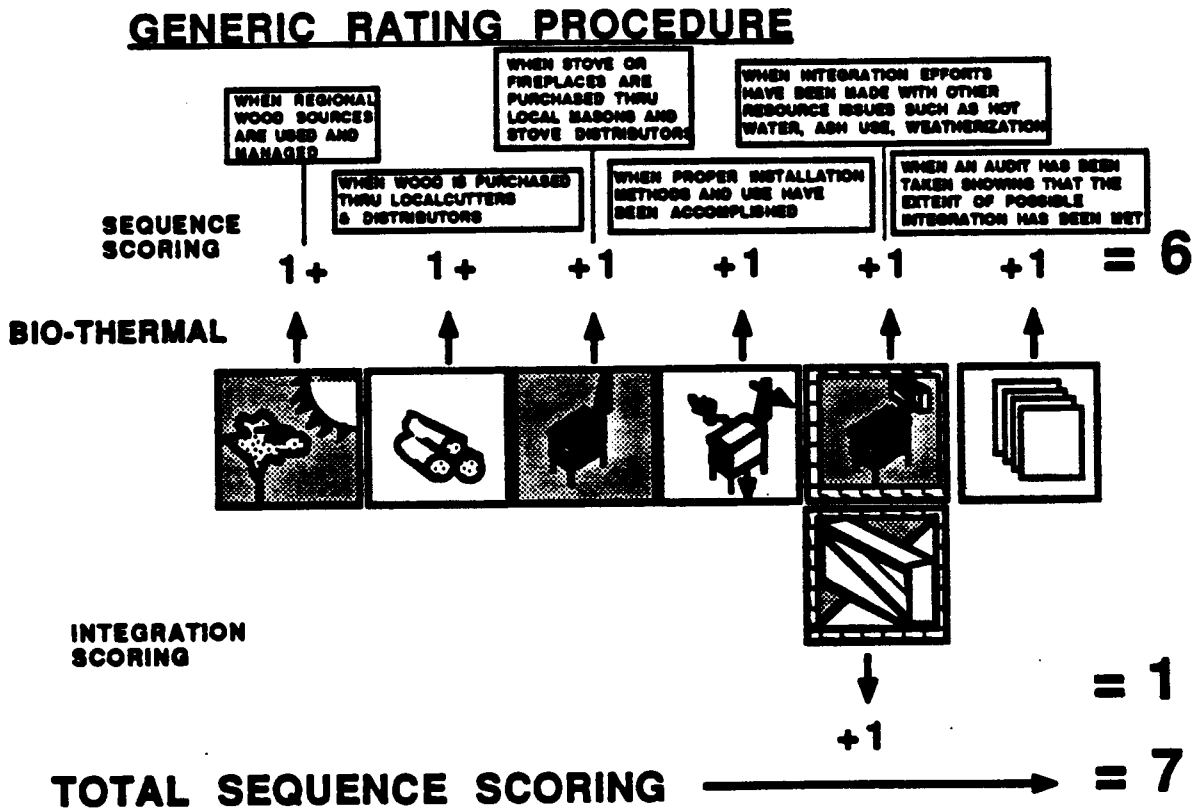 GENERIC RATING PROCEDURE
WHEN REGIONAL
WOOD SOURCES
ARE USED AND
MANAGED
WHEN WOOD IS PURCHASED
THRU LOCALCUTTERS
& DISTRIBUTORS
WHEN STOVE OR
FIREPLACES ARE
PURCHASED THRU
LOCAL MASONS AND
STOVE DISTRIBUTORS
WHEN PROPER INSTALLATION
METHODS AND USE HAVE
BEEN ACCOMPLISHED
WHEN INTEGRATION EFFORTS
HAVE BEEN MADE WITH OTHER
RESOURCE ISSUES SUCH AS HOT
WATER, ASH USE, WEATHERIZATION
WHEN AN AUDIT HAS BEEN
TAKEN SHOWING THAT THE
EXTENT OF POSSIBLE
INTEGRATION HAS BEEN MET
SEQUENCE
SCORING
1+ 1+ +1 +1 +1 +1 = 6
BIO-THERMAL
INTEGRATION
SCORING
= 1
+1
TOTAL SEQUENCE SCORING = 7